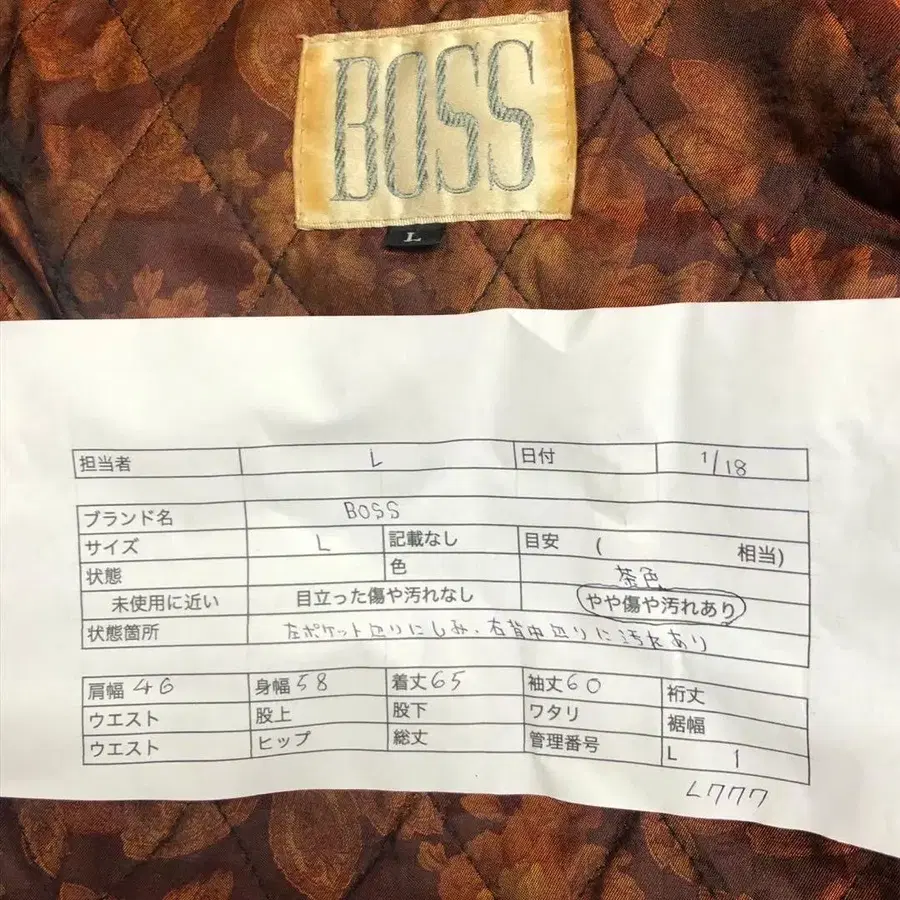 BOSS
L
担当者 L 日付 1/18
ブランド名 BOSS
サイズ L 記載なし 目安 ( 相当)
状態 色 茶色
未使用に近い 目立った傷や汚れなし やや傷や汚れあり
状態箇所 左ポケット辺りにしみ、右背中辺りに汚れあり
肩幅 46 身幅 58 着丈 65 袖丈 60 裄丈
ウエスト 股上 股下 ワタリ 裾幅
ウエスト ヒップ 総丈 管理番号 L 1
L777